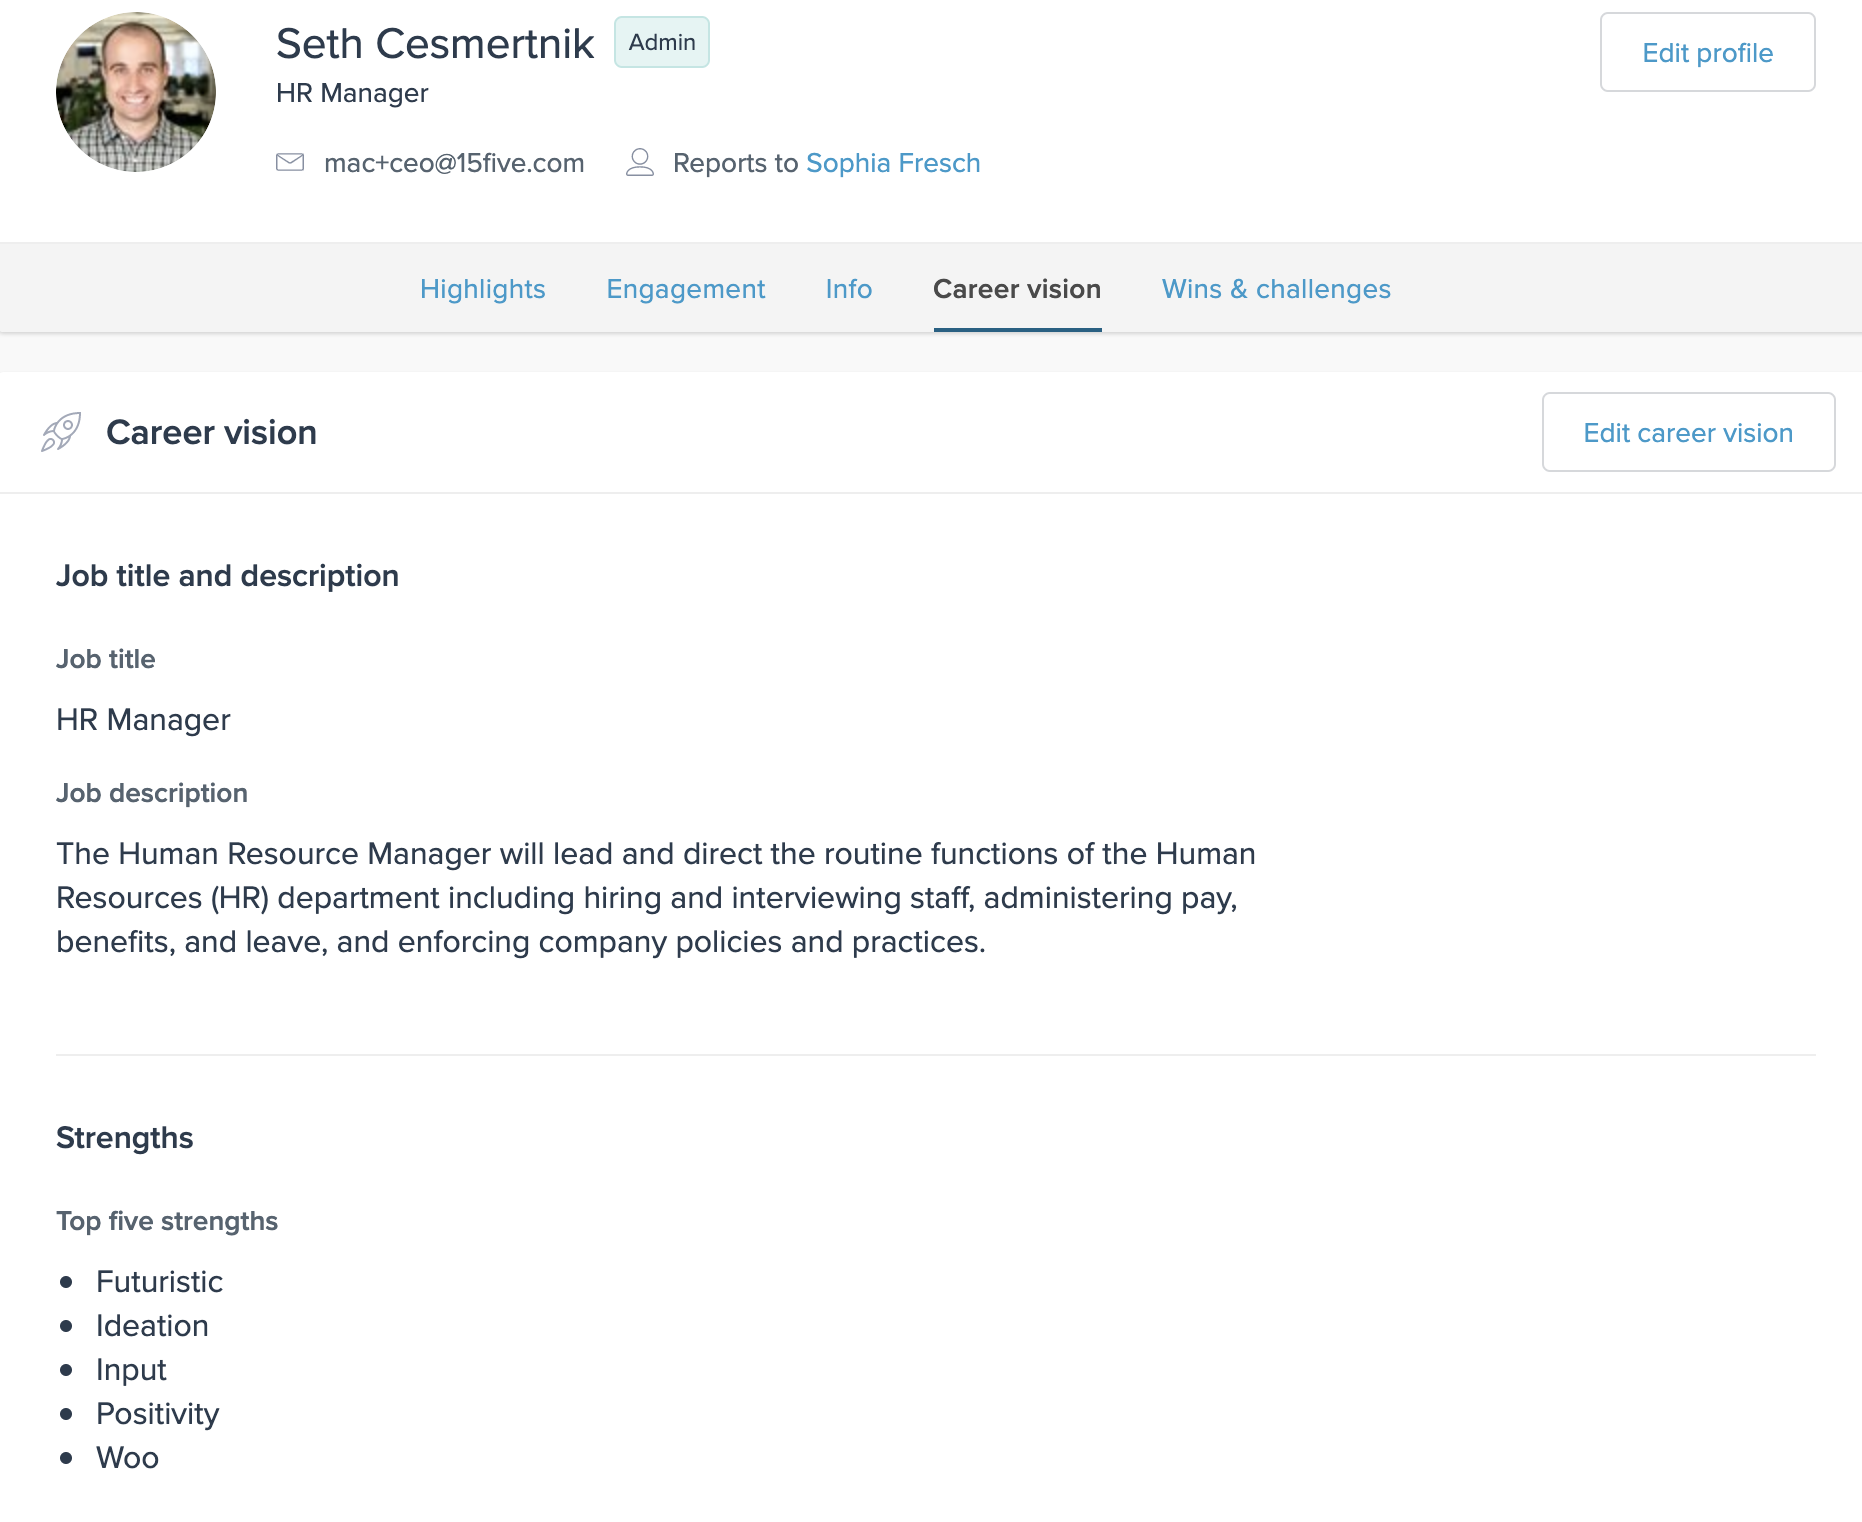 Seth Cesmertnik Admin
Edit profile
HR Manager
mac+ceo@15five.com Reports to Sophia Fresch
Highlights Engagement Info Career vision Wins & challenges
Career vision
Edit career vision
Job title and description
Job title
HR Manager
Job description
The Human Resource Manager will lead and direct the routine functions of the Human
Resources (HR) department including hiring and interviewing staff, administering pay,
benefits, and leave, and enforcing company policies and practices.
Strengths
Top five strengths
• Futuristic
• Ideation
• Input
• Positivity
• Woo